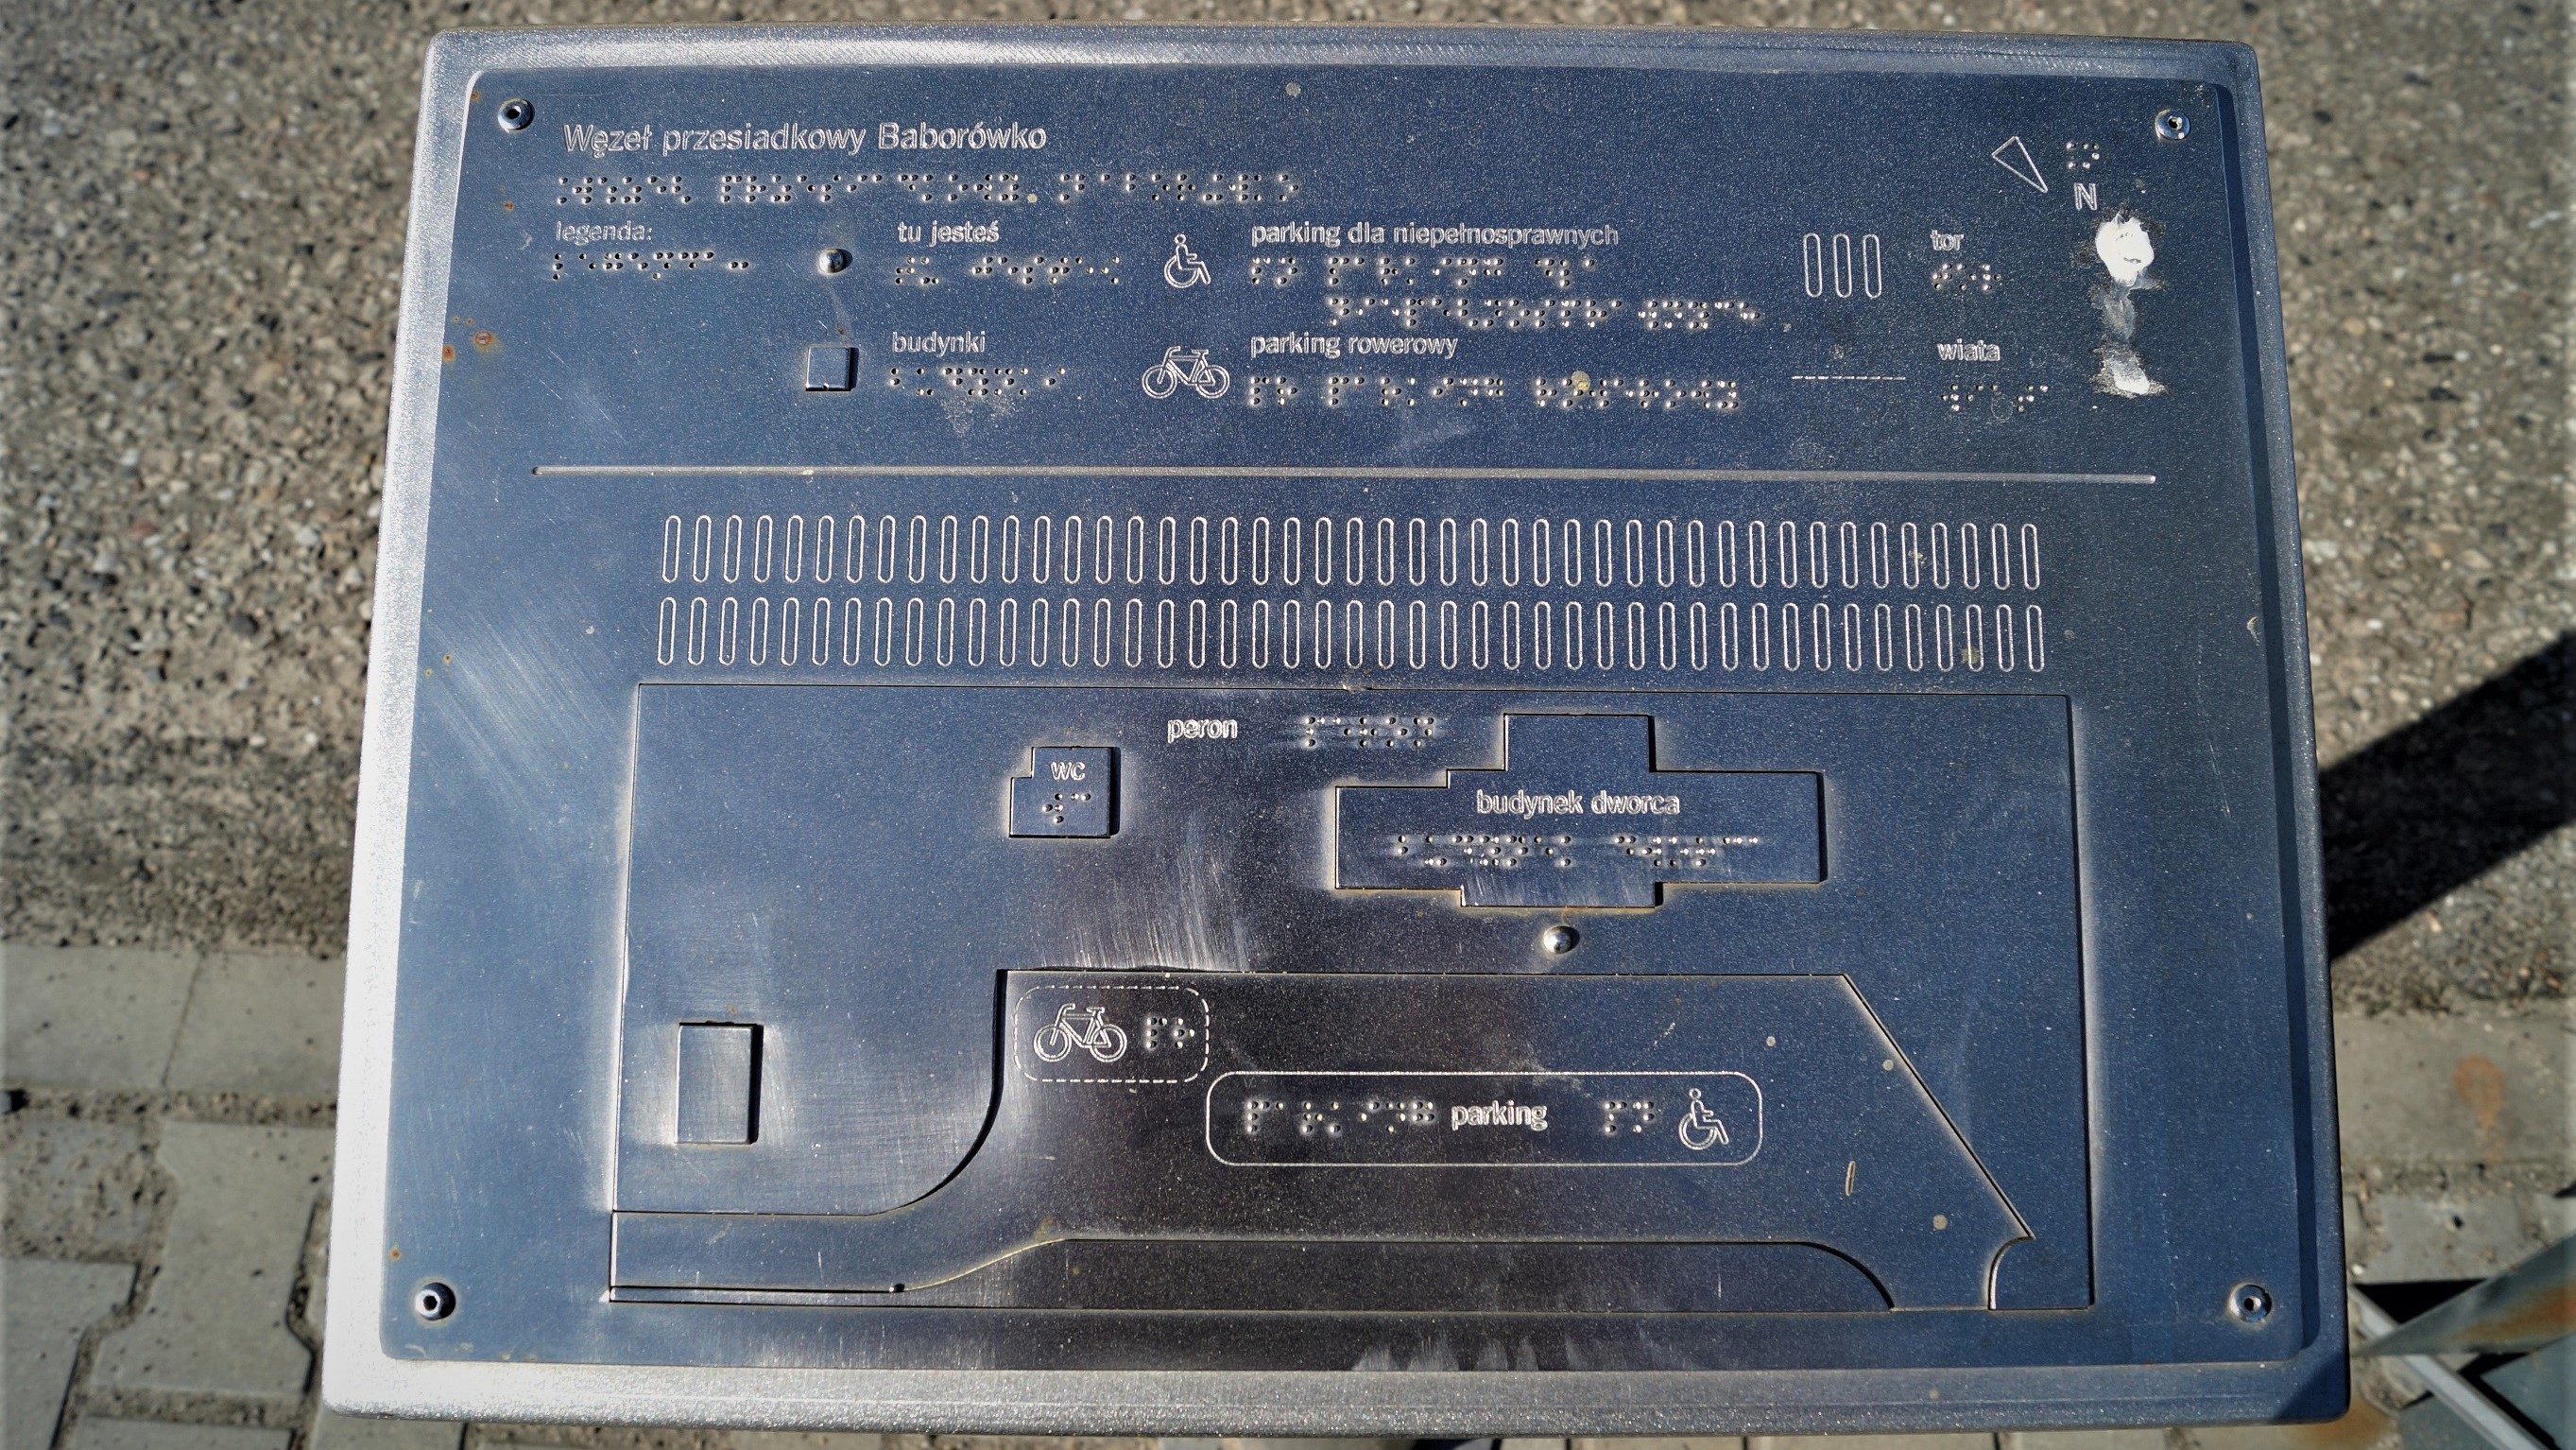 Węzeł przesiadkowy Baborówko
N
legenda:
tu jesteś
parking dla niepełnosprawnych
tor
budynki
parking rowerowy
wiata
peron
wc
budynek dworca
parking